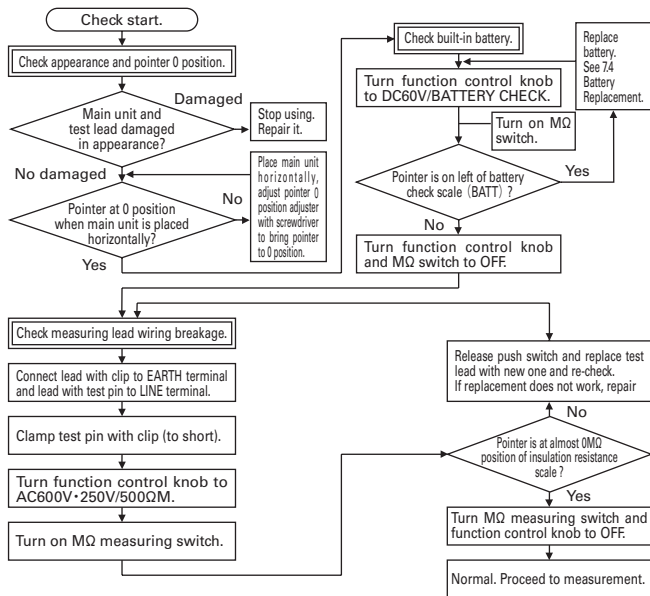 Check start.
Check appearance and pointer 0 position.
Main unit and
test lead damaged
in appearance?
Damaged
Stop using.
Repair it.
No damaged
Pointer at 0 position
when main unit is placed
horizontally?
No
Place main unit
horizontally,
adjust pointer 0
position adjuster
with screwdriver
to bring pointer
to 0 position.
Yes
Check built-in battery.
Turn function control knob
to DC60V/BATTERY CHECK.
Turn on MΩ
switch.
Replace
battery.
See 7.4
Battery
Replacement.
Pointer is on left of battery
check scale (BATT) ?
Yes
No
Turn function control knob
and MΩ switch to OFF.
Check measuring lead wiring breakage.
Connect lead with clip to EARTH terminal
and lead with test pin to LINE terminal.
Clamp test pin with clip (to short).
Turn function control knob to
AC600V・250V/500ΩM.
Turn on MΩ measuring switch.
Release push switch and replace test
lead with new one and re-check.
If replacement does not work, repair
No
Pointer is at almost 0MΩ
position of insulation resistance
scale ?
Yes
Turn MΩ measuring switch and
function control knob to OFF.
Normal. Proceed to measurement.